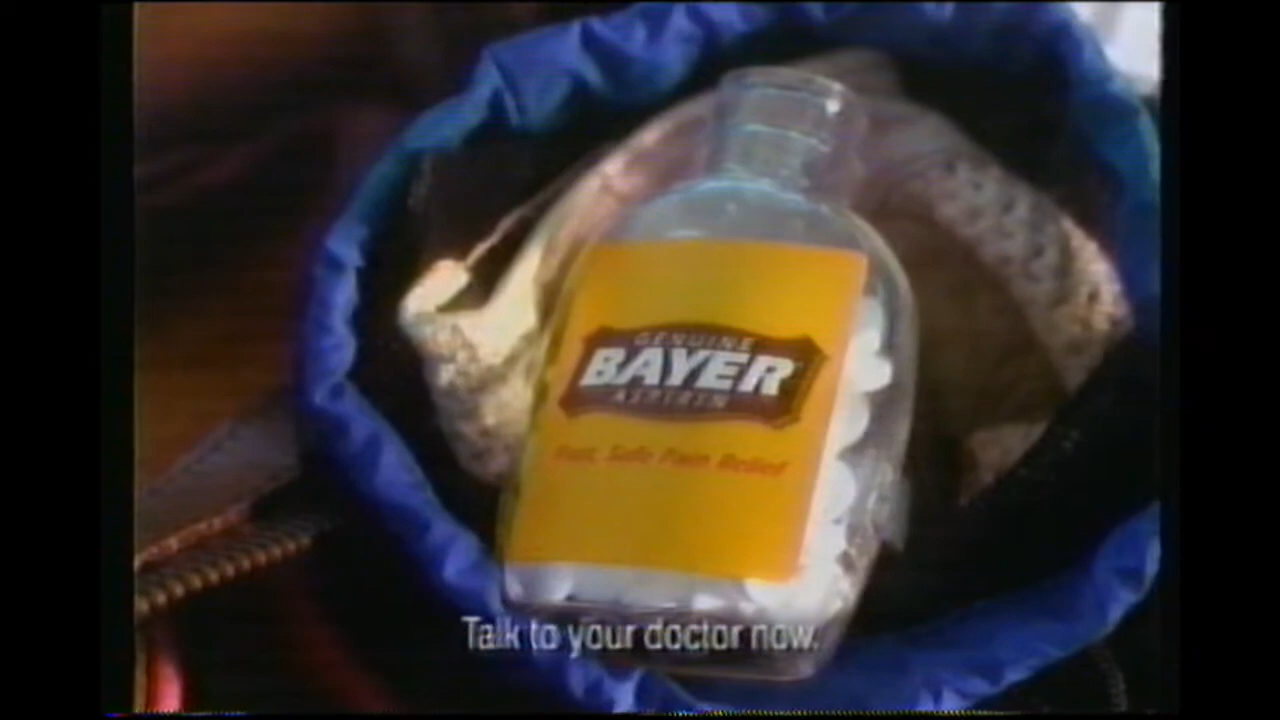 GENUINE
BAYER
ASPIRIN
Fast, Safe Pain Relief
Talk to your doctor now.